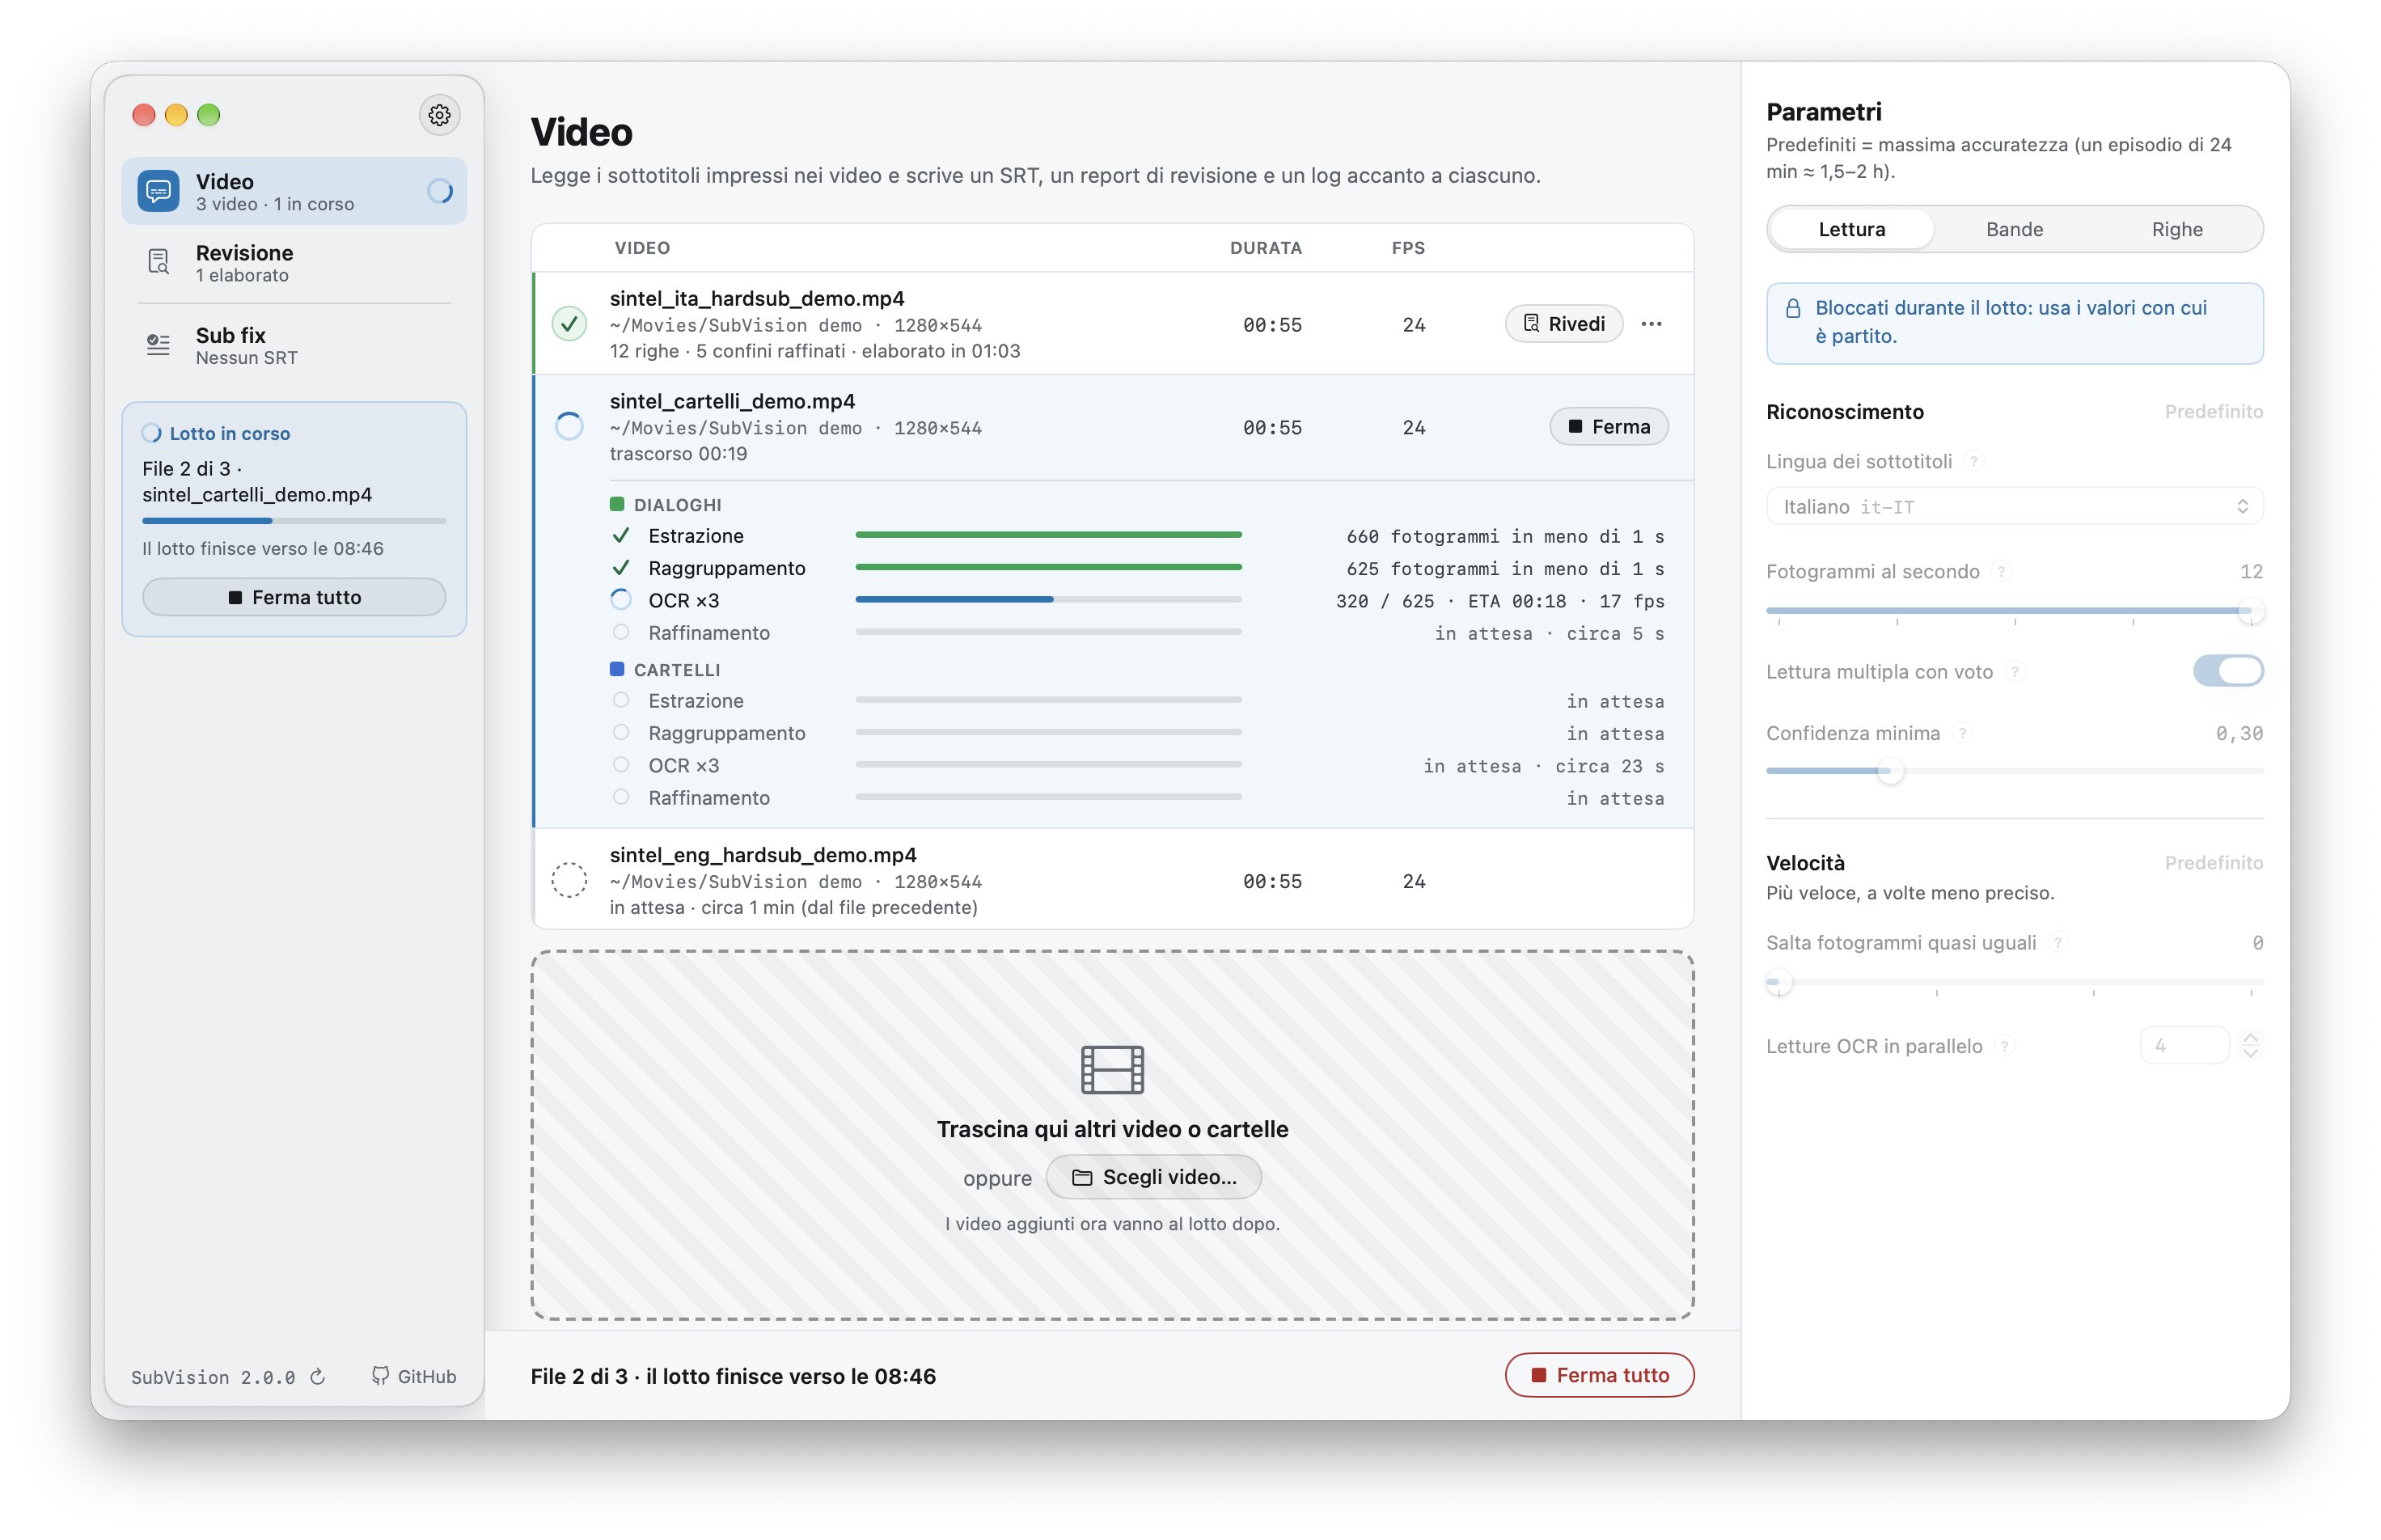 Video
3 video · 1 in corso
Revisione
1 elaborato
Sub fix
Nessun SRT
Lotto in corso
File 2 di 3 ·
sintel_cartelli_demo.mp4
Il lotto finisce verso le 08:46
Ferma tutto
SubVision 2.0.0
GitHub
Video
Legge i sottotitoli impressi nei video e scrive un SRT, un report di revisione e un log accanto a ciascuno.
VIDEO DURATA FPS
sintel_ita_hardsub_demo.mp4
~/Movies/SubVision demo · 1280×544 00:55 24 Rivedi
12 righe · 5 confini raffinati · elaborato in 01:03
sintel_cartelli_demo.mp4
~/Movies/SubVision demo · 1280×544 00:55 24 Ferma
trascorso 00:19
DIALOGHI
Estrazione 660 fotogrammi in meno di 1 s
Raggruppamento 625 fotogrammi in meno di 1 s
OCR ×3 320 / 625 · ETA 00:18 · 17 fps
Raffinamento in attesa · circa 5 s
CARTELLI
Estrazione in attesa
Raggruppamento in attesa
OCR ×3 in attesa · circa 23 s
Raffinamento in attesa
sintel_eng_hardsub_demo.mp4
~/Movies/SubVision demo · 1280×544 00:55 24
in attesa · circa 1 min (dal file precedente)
Trascina qui altri video o cartelle
oppure Scegli video...
I video aggiunti ora vanno al lotto dopo.
File 2 di 3 · il lotto finisce verso le 08:46
Ferma tutto
Parametri
Predefiniti = massima accuratezza (un episodio di 24
min ≈ 1,5–2 h).
Lettura Bande Righe
Bloccati durante il lotto: usa i valori con cui
è partito.
Riconoscimento Predefinito
Lingua dei sottotitoli ?
Italiano it-IT
Fotogrammi al secondo ? 12
Lettura multipla con voto ?
Confidenza minima ? 0,30
Velocità Predefinito
Più veloce, a volte meno preciso.
Salta fotogrammi quasi uguali ? 0
Letture OCR in parallelo ? 4